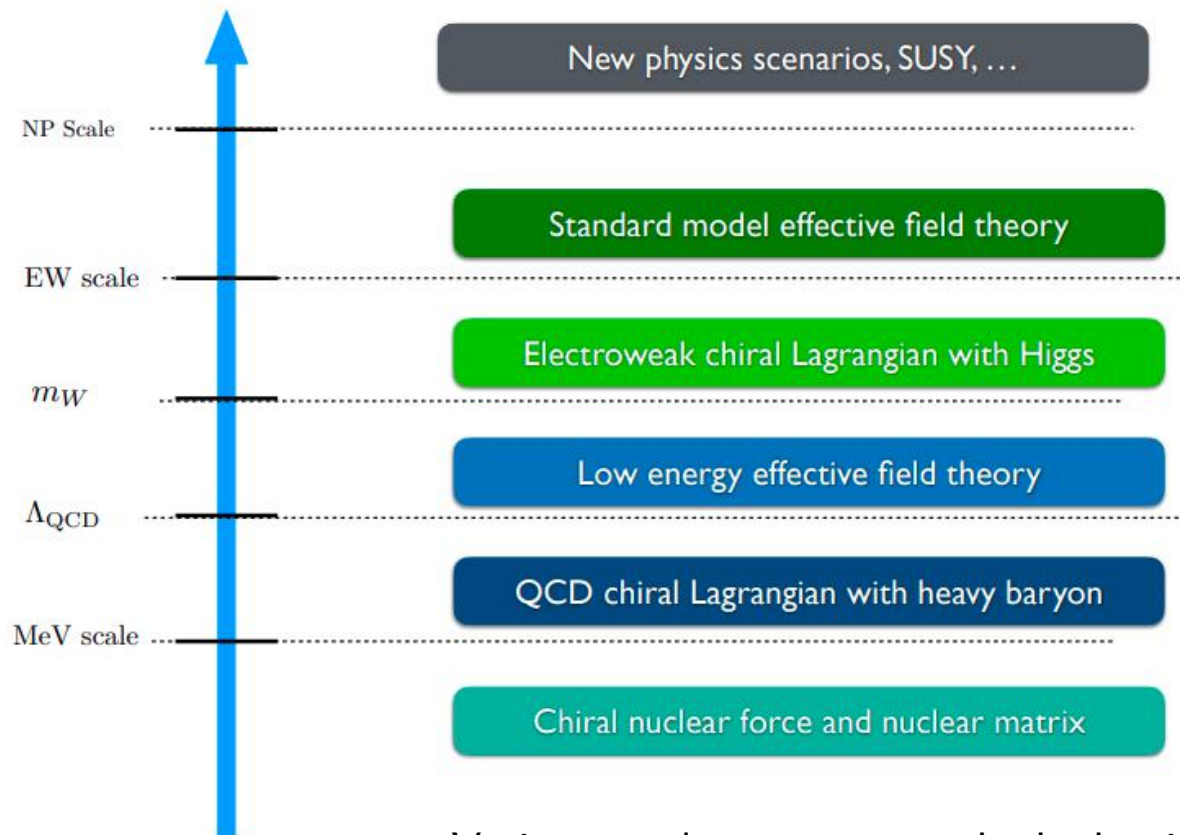 New physics scenarios, SUSY, ...
NP Scale
Standard model effective field theory
EW scale
Electroweak chiral Lagrangian with Higgs
m_W
Low energy effective field theory
Λ_QCD
QCD chiral Lagrangian with heavy baryon
MeV scale
Chiral nuclear force and nuclear matrix